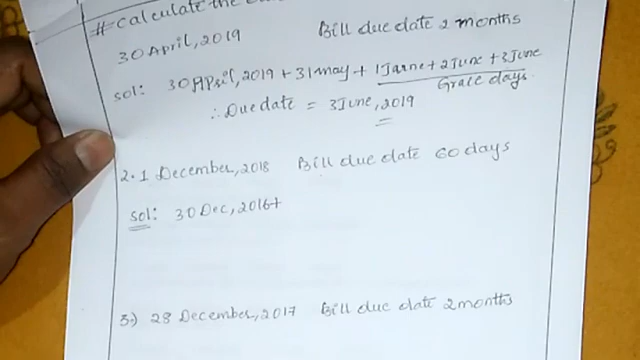 # Calculate the
30 April, 2019 Bill due date 2 months
Sol: 30 April, 2019 + 31 may + 1 June + 2 June + 3 June
Grace days
∴ Due date = 3 June, 2019
2. 1 December, 2018 Bill due date 60 days
Sol: 30 Dec, 2016+
3.) 28 December, 2017 Bill due date 2 months